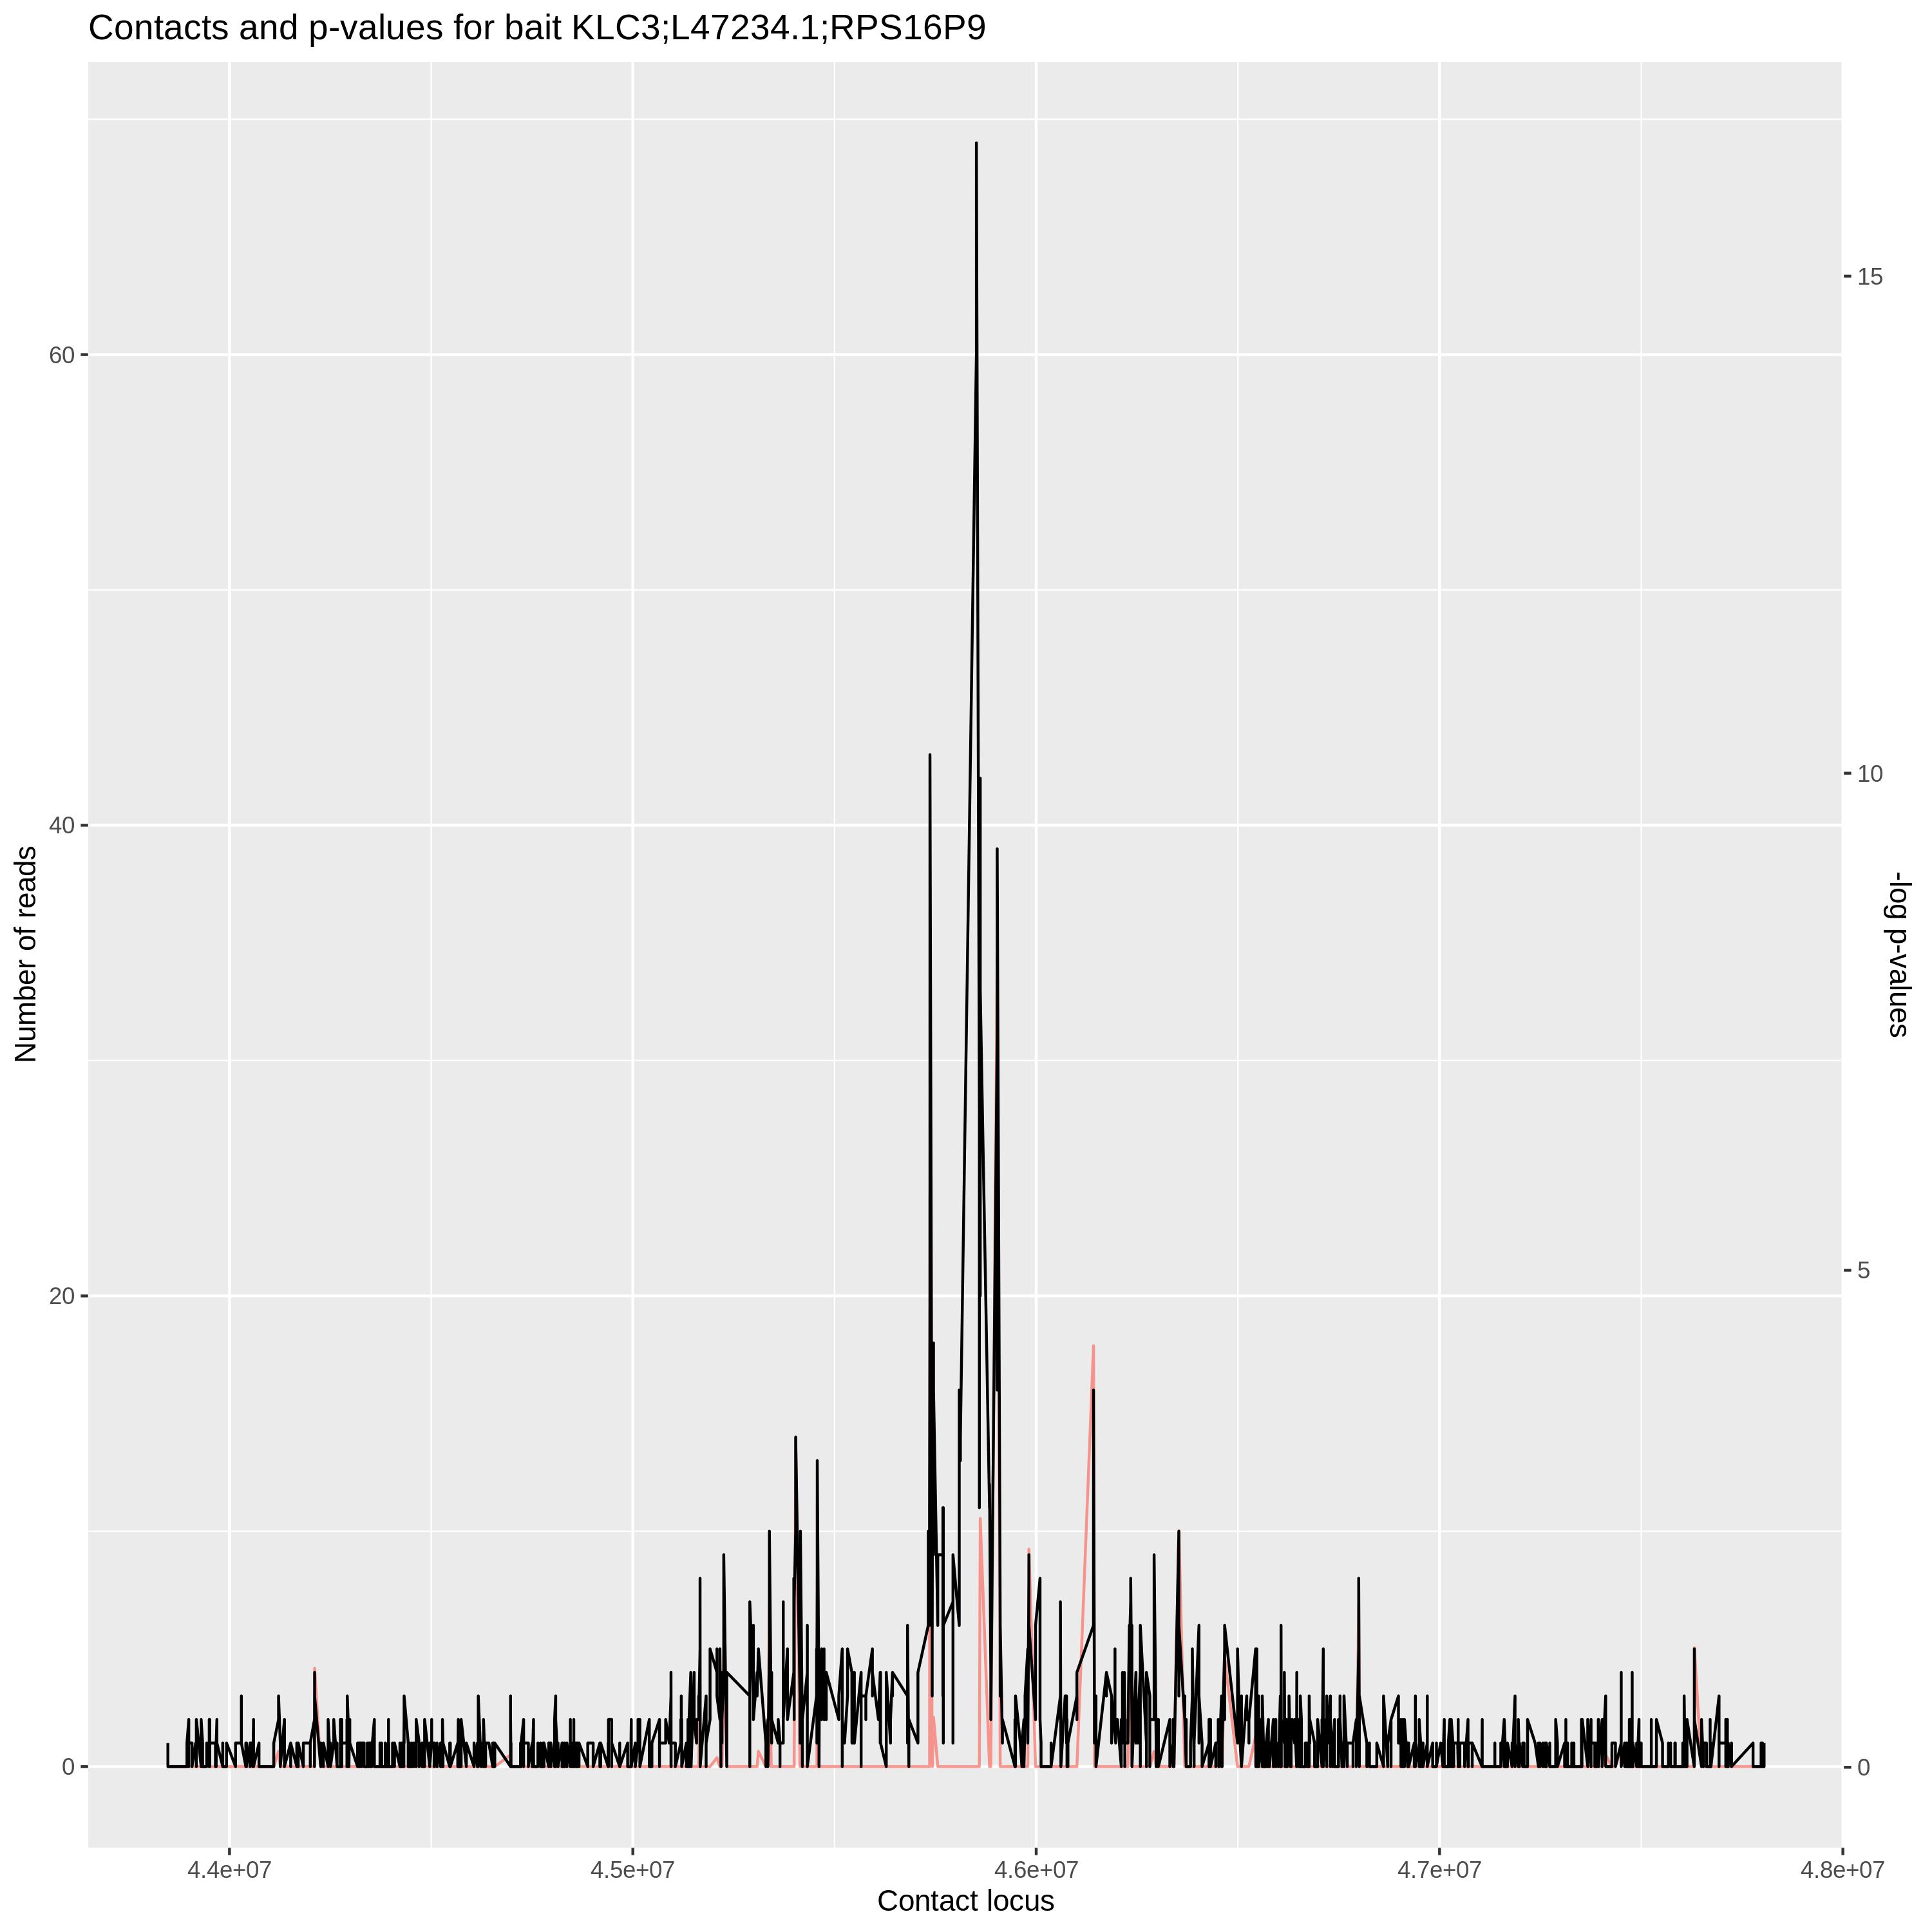 Contacts and p-values for bait KLC3;L47234.1;RPS16P9
60
40
20
0
Number of reads
15
10
5
0
-log p-values
4.4e+07
4.5e+07
4.6e+07
4.7e+07
4.8e+07
Contact locus